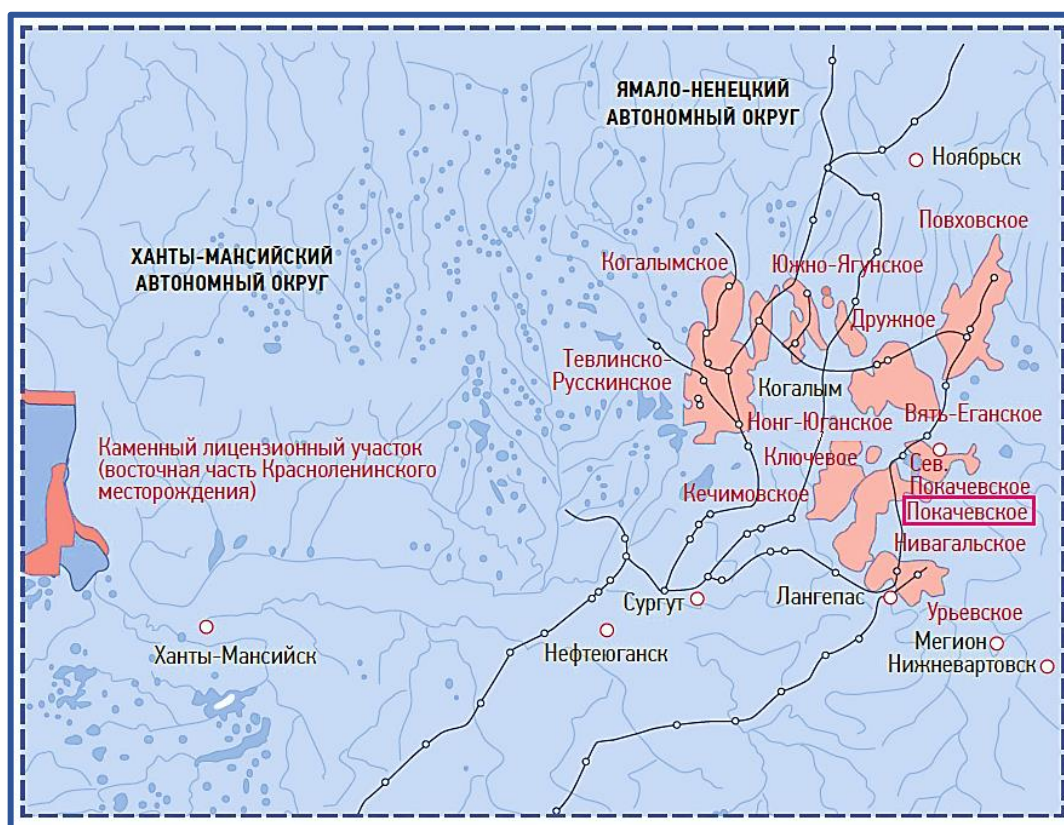 ЯМАЛО-НЕНЕЦКИЙ
АВТОНОМНЫЙ ОКРУГ
Ноябрьск
Повховское
ХАНТЫ-МАНСИЙСКИЙ
АВТОНОМНЫЙ ОКРУГ
Когалымское
Южно-Ягунское
Дружное
Тевлинско-
Русскинское
Когалым
Вять-Еганское
Нонг-Юганское
Каменный лицензионный участок
(восточная часть Красноленинского
месторождения)
Ключевое
Сев.
Покачевское
Кечимовское
Покачевское
Нивагальское
Сургут
Лангепас
Урьевское
Ханты-Мансийск
Нефтеюганск
Мегион
Нижневартовск